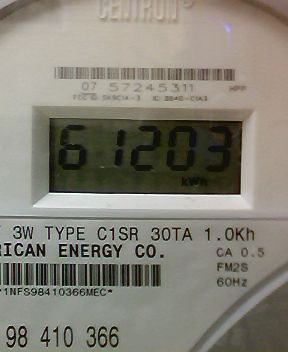 CENTRON®
07 57245311
61203
kWh
3W TYPE C1SR 30TA 1.0Kh
RICAN ENERGY CO.
CA 0.5
FM2S
60Hz
*1NFS98410366MEC*
98 410 366